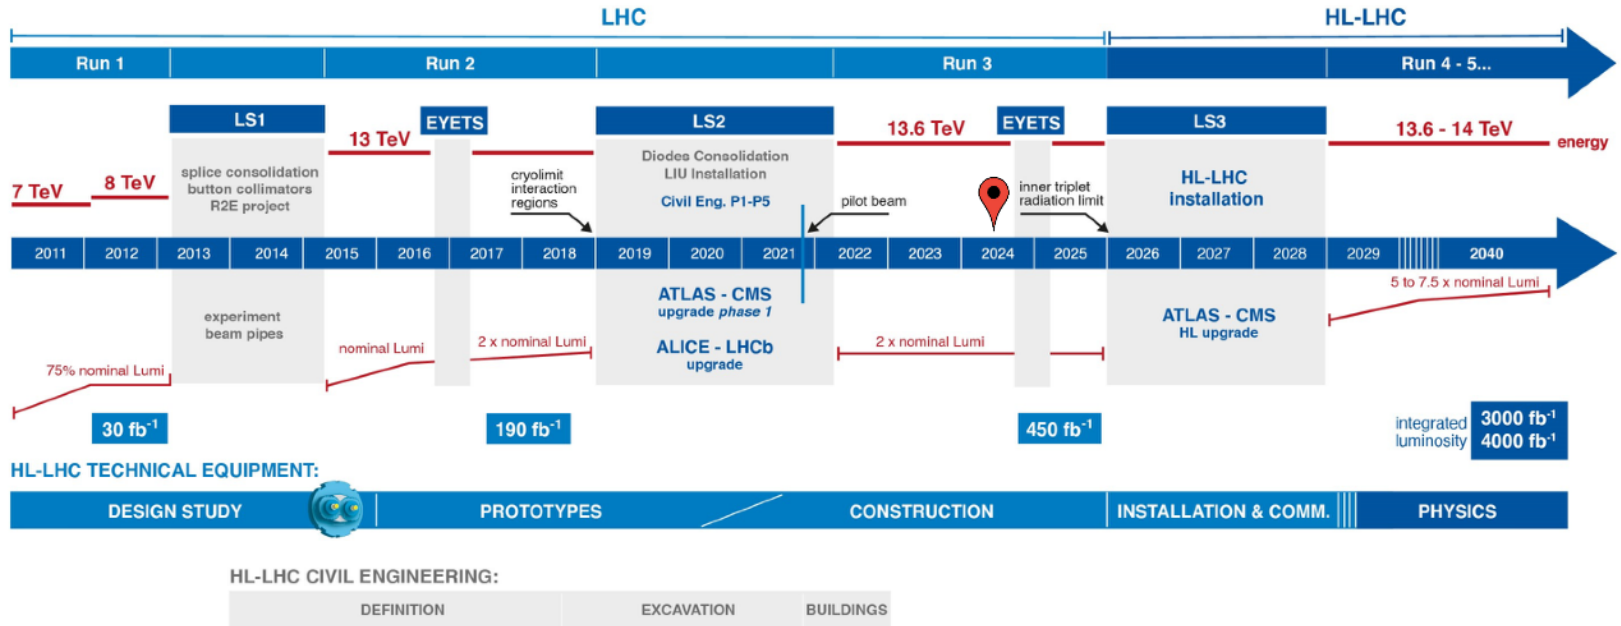 LHC
HL-LHC
Run 1
Run 2
Run 3
Run 4 - 5...
LS1
EYETS
LS2
EYETS
LS3
13 TeV
13.6 TeV
13.6 - 14 TeV
energy
7 TeV
8 TeV
splice consolidation
button collimators
R2E project
cryolimit
interaction
regions
Diodes Consolidation
LIU Installation
Civil Eng. P1-P5
pilot beam
inner triplet
radiation limit
HL-LHC
installation
2011
2012
2013
2014
2015
2016
2017
2018
2019
2020
2021
2022
2023
2024
2025
2026
2027
2028
2029
2040
experiment
beam pipes
ATLAS - CMS
upgrade phase 1
ALICE - LHCb
upgrade
ATLAS - CMS
HL upgrade
5 to 7.5 x nominal Lumi
75% nominal Lumi
nominal Lumi
2 x nominal Lumi
2 x nominal Lumi
30 fb⁻¹
190 fb⁻¹
450 fb⁻¹
integrated
luminosity
3000 fb⁻¹
4000 fb⁻¹
HL-LHC TECHNICAL EQUIPMENT:
DESIGN STUDY
PROTOTYPES
CONSTRUCTION
INSTALLATION & COMM.
PHYSICS
HL-LHC CIVIL ENGINEERING:
DEFINITION
EXCAVATION
BUILDINGS